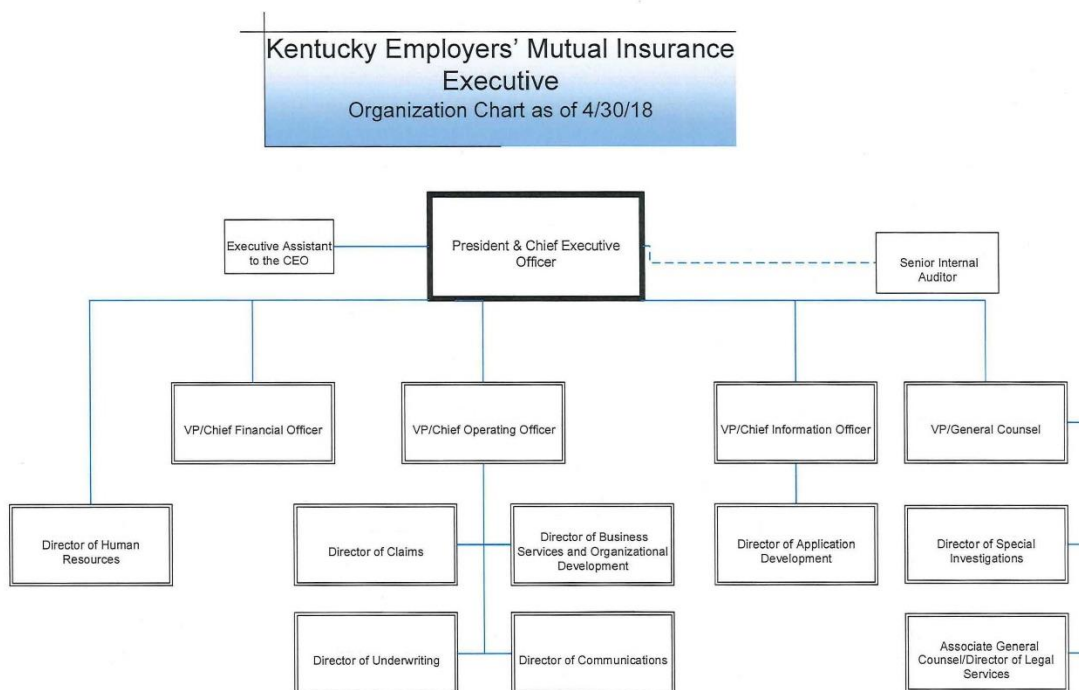 Kentucky Employers' Mutual Insurance
Executive
Organization Chart as of 4/30/18
Executive Assistant
to the CEO
President & Chief Executive
Officer
Senior Internal
Auditor
VP/Chief Financial Officer
VP/Chief Operating Officer
VP/Chief Information Officer
VP/General Counsel
Director of Human
Resources
Director of Claims
Director of Business
Services and Organizational
Development
Director of Application
Development
Director of Special
Investigations
Director of Underwriting
Director of Communications
Associate General
Counsel/Director of Legal
Services